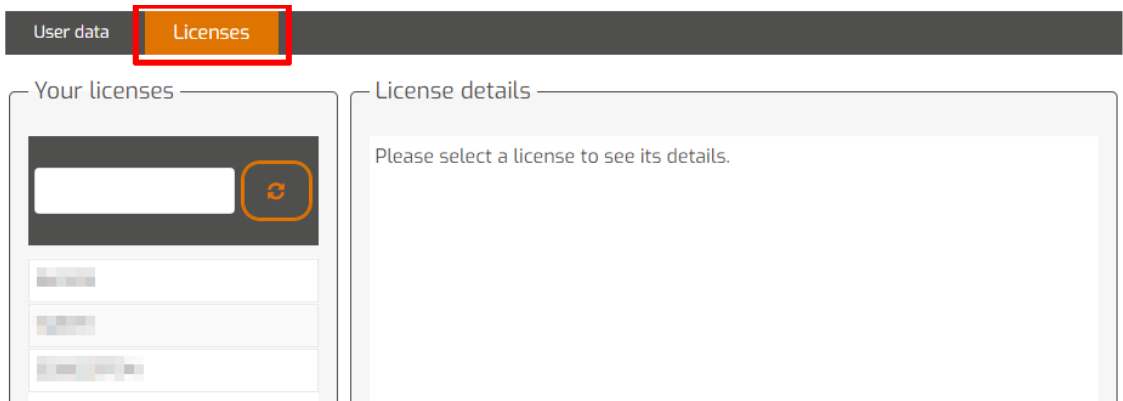 User data
Licenses
Your licenses
License details
Please select a license to see its details.